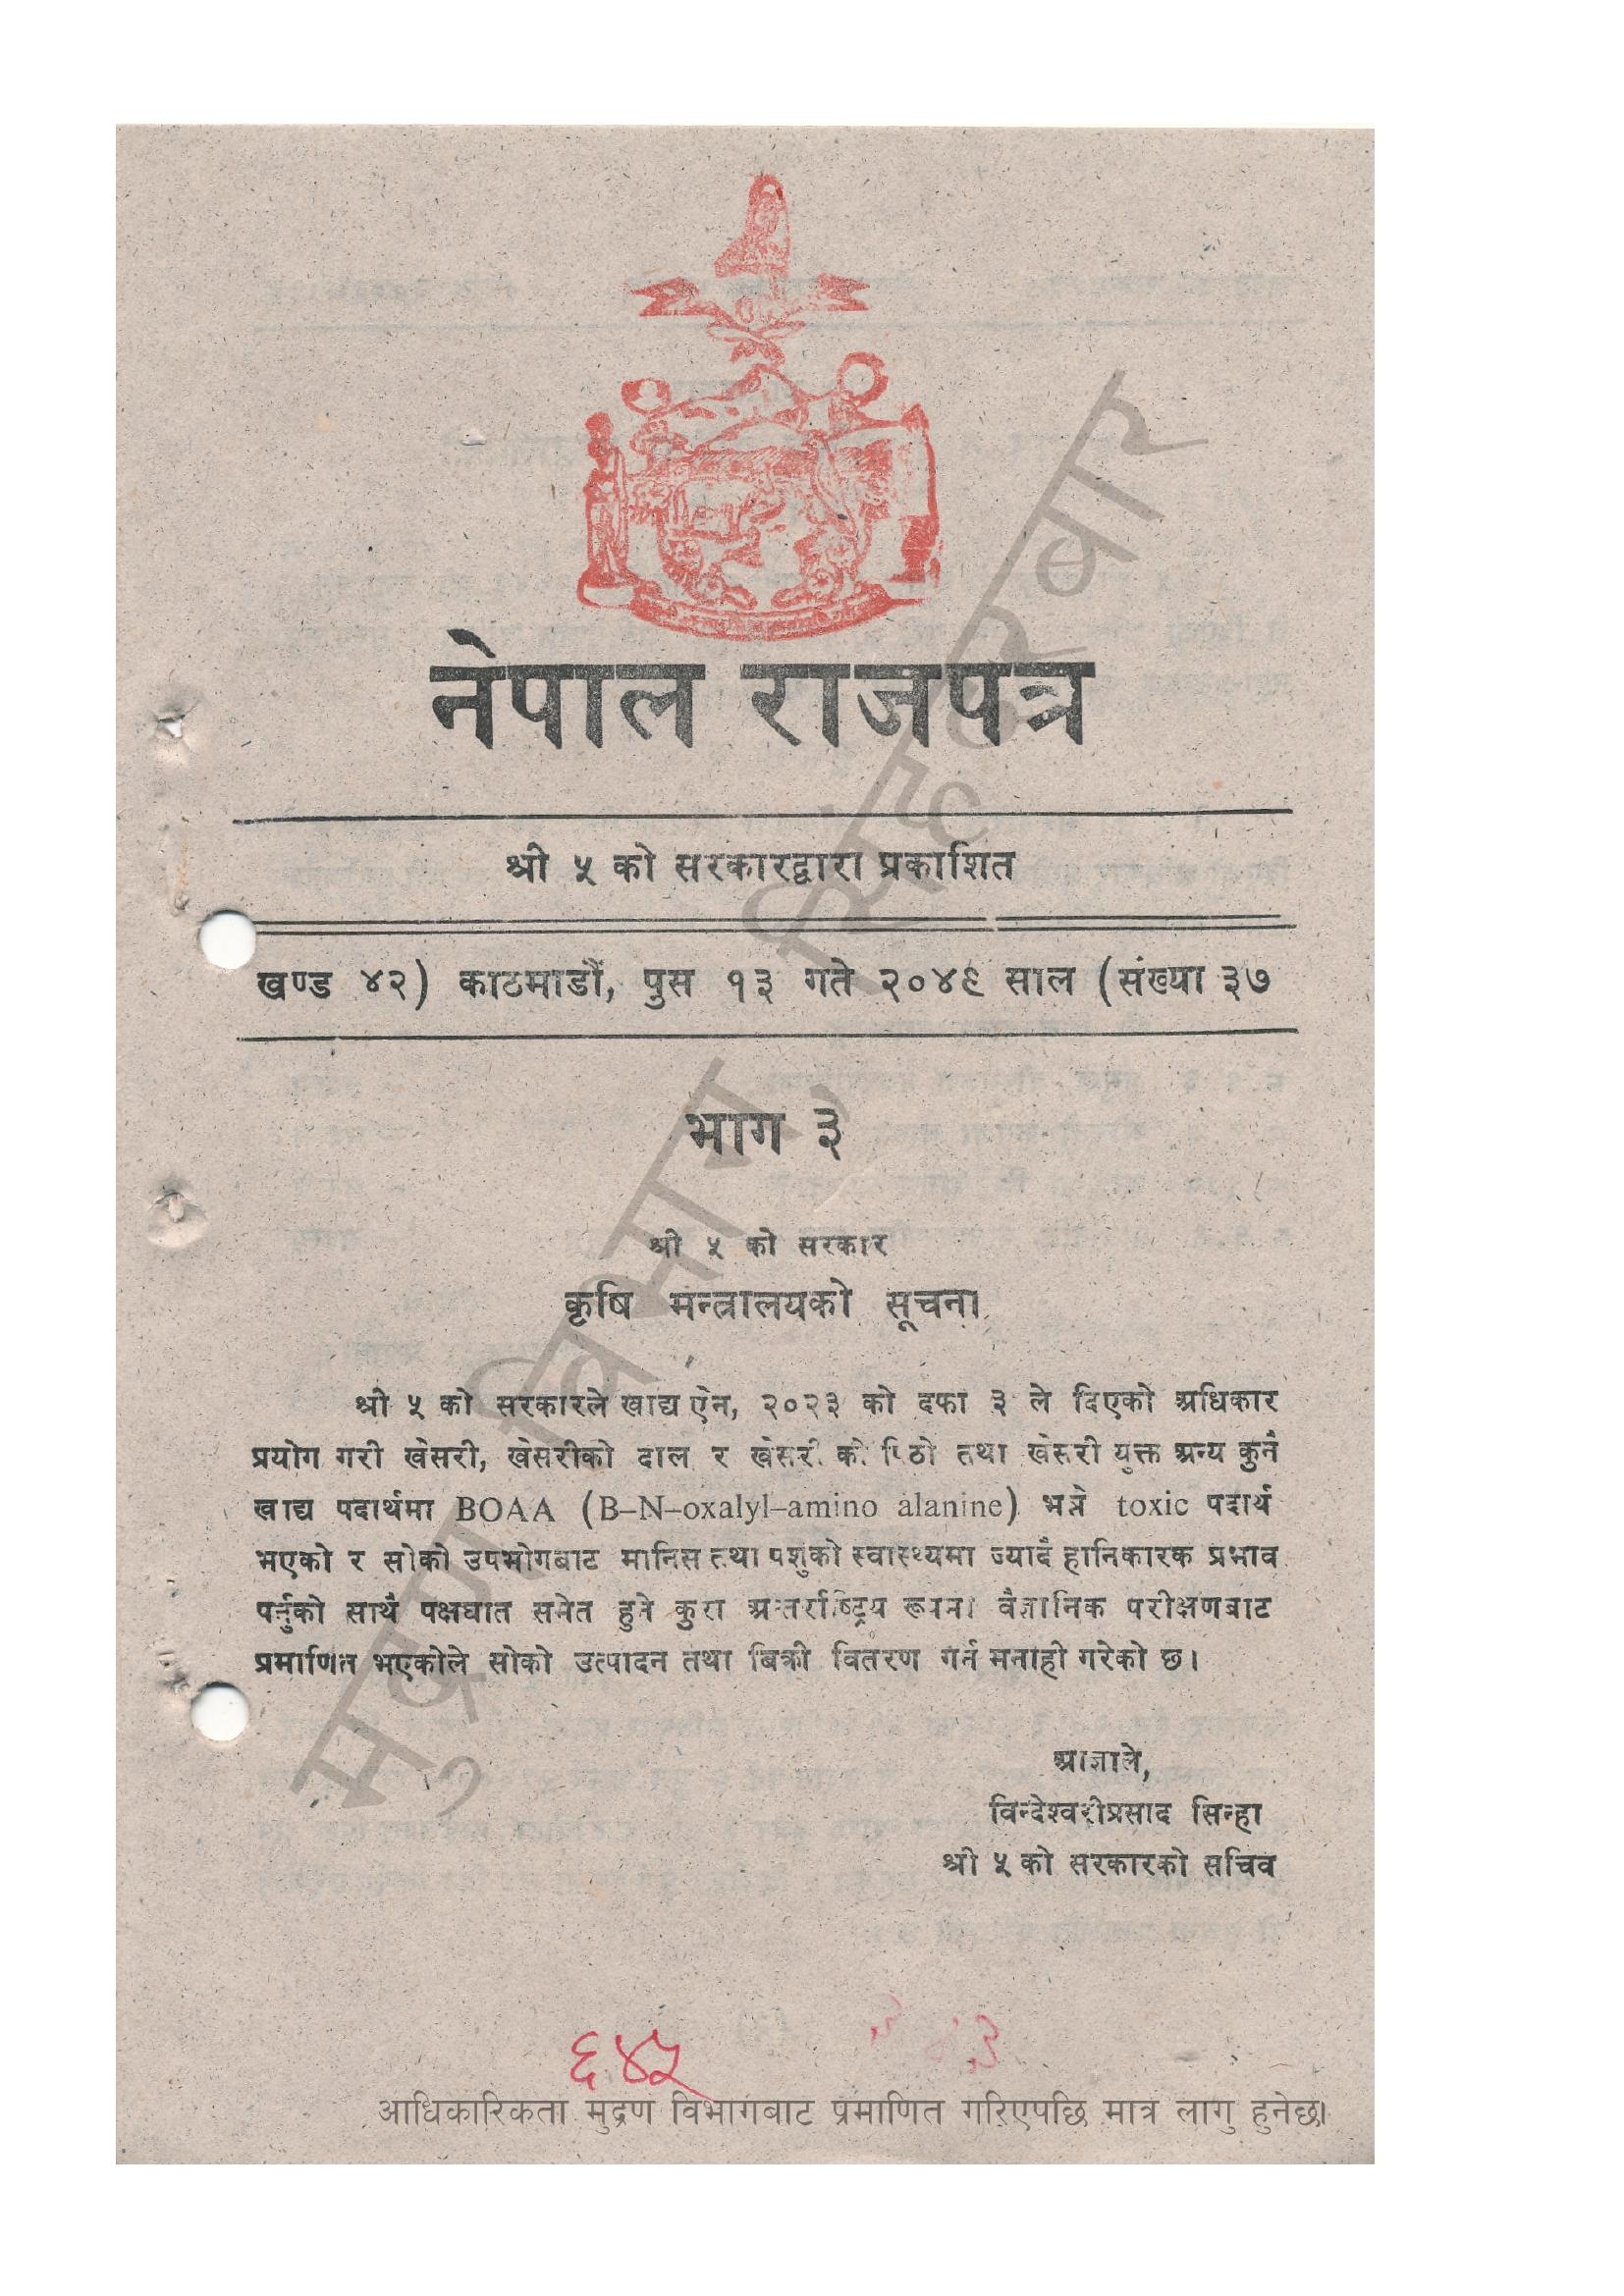 नेपाल राजपत्र
श्री ५ को सरकारद्वारा प्रकाशित
खण्ड ४२) काठमाडौं, पुस १३ गते २०४९ साल (संख्या ३७
भाग ३
श्री ५ को सरकार
कृषि मन्त्रालयको सूचना
श्री ५ को सरकारले खाद्य ऐन, २०२३ को दफा ३ ले दिएको अधिकार
प्रयोग गरी खेसरी, खेसरीको दाल र खेसरी को पिठो तथा खेसरी युक्त अन्य कुनै
खाद्य पदार्थमा BOAA (B–N–oxalyl–amino alanine) भन्ने toxic पदार्थ
भएको र सोको उपभोगबाट मानिस तथा पशुको स्वास्थ्यमा ज्यादै हानिकारक प्रभाव
पर्नुको साथै पक्षघात समेत हुने कुरा अन्तर्राष्ट्रिय रूपमा वैज्ञानिक परीक्षणबाट
प्रमाणित भएकोले सोको उत्पादन तथा बिक्री वितरण गर्न मनाही गरेको छ।
आज्ञाले,
विन्देश्वरीप्रसाद सिन्हा
श्री ५ को सरकारको सचिव
६४५
आधिकारिकता मुद्रण विभागबाट प्रमाणित गरिएपछि मात्र लागु हुनेछ।
मुद्रण विभाग, सिंहदरबार